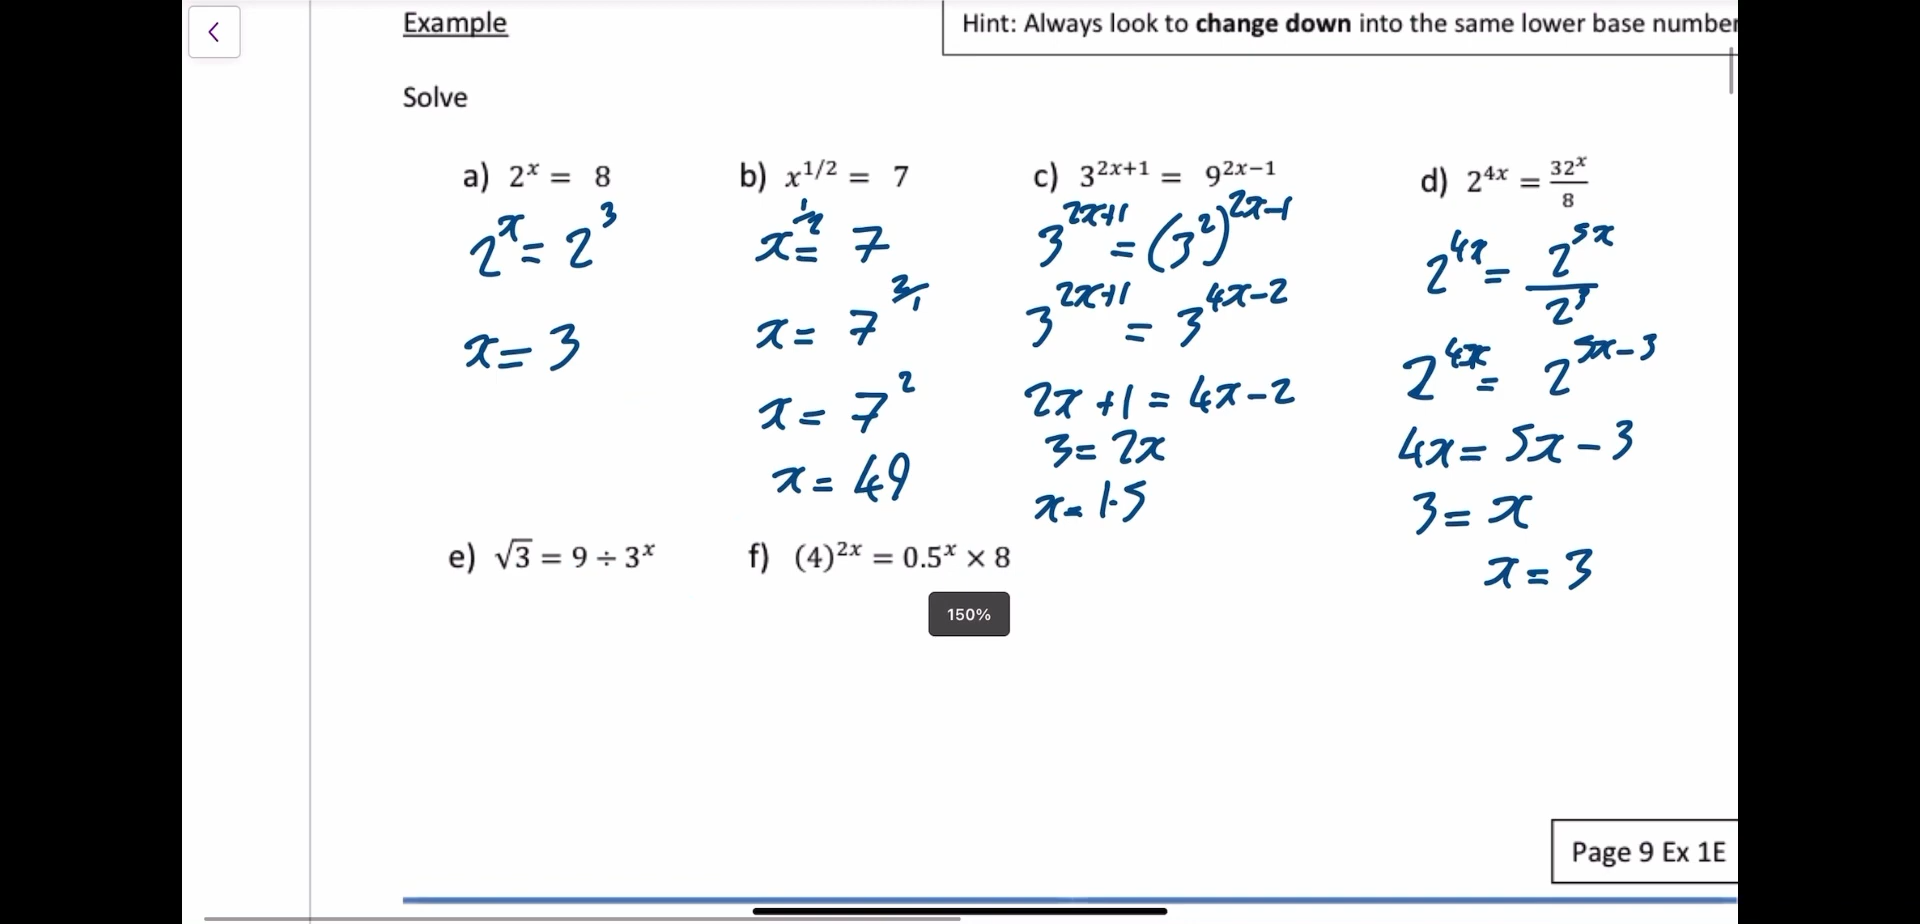 Example
Hint: Always look to change down into the same lower base number
Solve
a) 2^x = 8
2^x = 2^3
x = 3
b) x^{1/2} = 7
x^{1/2} = 7
x = 7^{2/1}
x = 7^2
x = 49
c) 3^{2x+1} = 9^{2x−1}
3^{2x+1} = (3^2)^{2x−1}
3^{2x+1} = 3^{4x−2}
2x + 1 = 4x − 2
3 = 2x
x = 1.5
d) 2^{4x} = \frac{32^x}{8}
2^{4x} = \frac{2^{5x}}{2^3}
2^{4x} = 2^{5x−3}
4x = 5x − 3
3 = x
x = 3
e) √3 = 9 ÷ 3^x
f) (4)^{2x} = 0.5^x × 8
150%
Page 9 Ex 1E